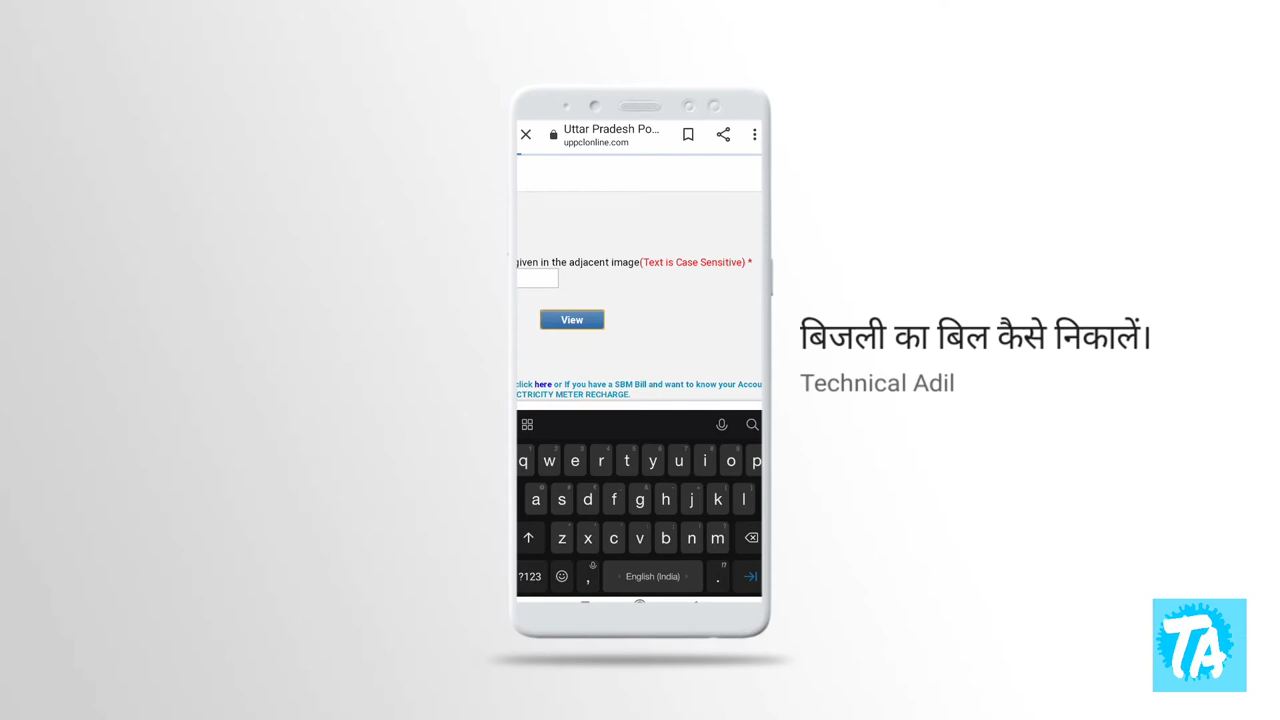 Uttar Pradesh Po...
uppclonline.com
given in the adjacent image(Text is Case Sensitive) *
View
click here or If you have a SBM Bill and want to know your Accou
CTRICITY METER RECHARGE.
q w e r t y u i o p
a s d f g h j k l
z x c v b n m
?123 , English (India) .
बिजली का बिल कैसे निकालें।
Technical Adil
TA